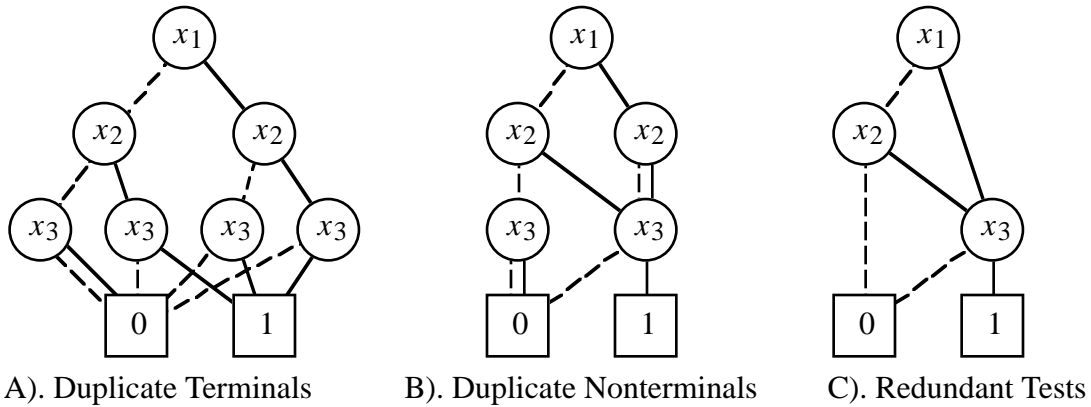 x1 x1 x1
x2 x2 x2 x2 x2
x3 x3 x3 x3 x3 x3 x3
0 1 0 1 0 1
A). Duplicate Terminals B). Duplicate Nonterminals C). Redundant Tests